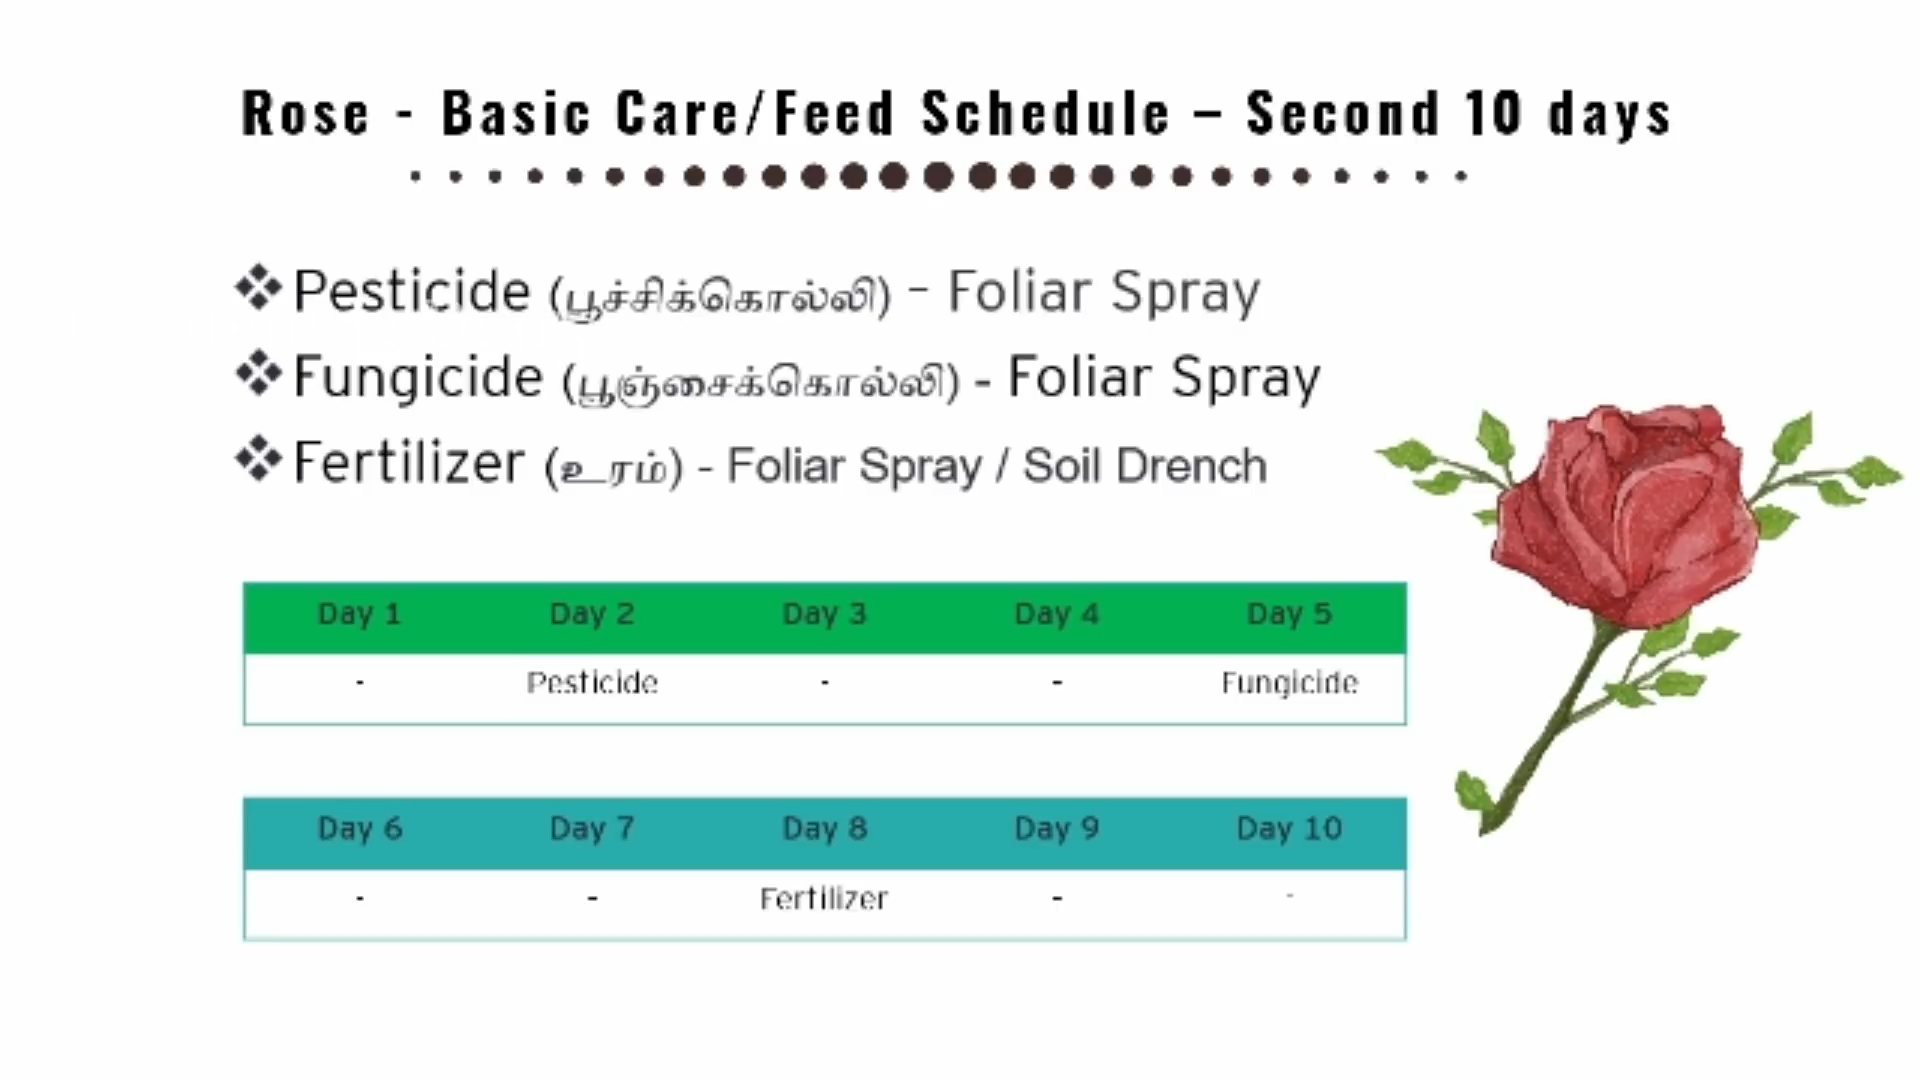 Rose - Basic Care/Feed Schedule – Second 10 days
❖ Pesticide (பூச்சிக்கொல்லி) – Foliar Spray
❖ Fungicide (பூஞ்சைக்கொல்லி) - Foliar Spray
❖ Fertilizer (உரம்) - Foliar Spray / Soil Drench
Day 1 Day 2 Day 3 Day 4 Day 5
- Pesticide - - Fungicide
Day 6 Day 7 Day 8 Day 9 Day 10
- - Fertilizer - -